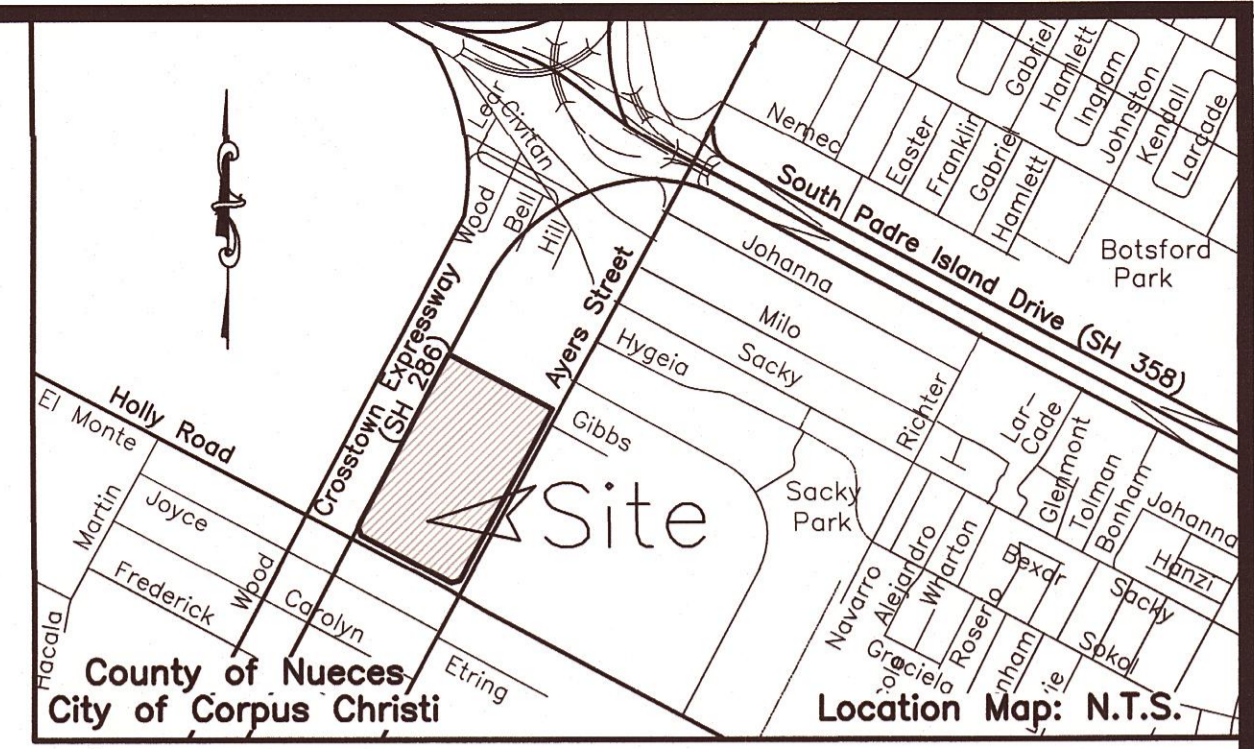 Lear
Civitan
Wood
Bell
Hill
Nemec
Easter
Franklin
Gabriel
Hamlett
Gabriel
Hamlett
Ingram
Johnston
Kendall
Larcade
Botsford
Park
South Padre Island Drive (SH 358)
Crosstown Expressway
(SH 286)
Ayers Street
Johanna
Milo
Sacky
Hygeia
Gibbs
Richter
Lar-
Cade
Glenmont
Tolman
Bonham
Johanna
Hanzi
Sacky
Park
Site
Holly Road
El Monte
Martin
Joyce
Frederick
Wood
Carolyn
Etring
Hacala
Navarro
Alejandro
Wharton
Bexar
Roserio
Graciela
nham
Sacky
Sokol
County of Nueces
City of Corpus Christi
Location Map: N.T.S.